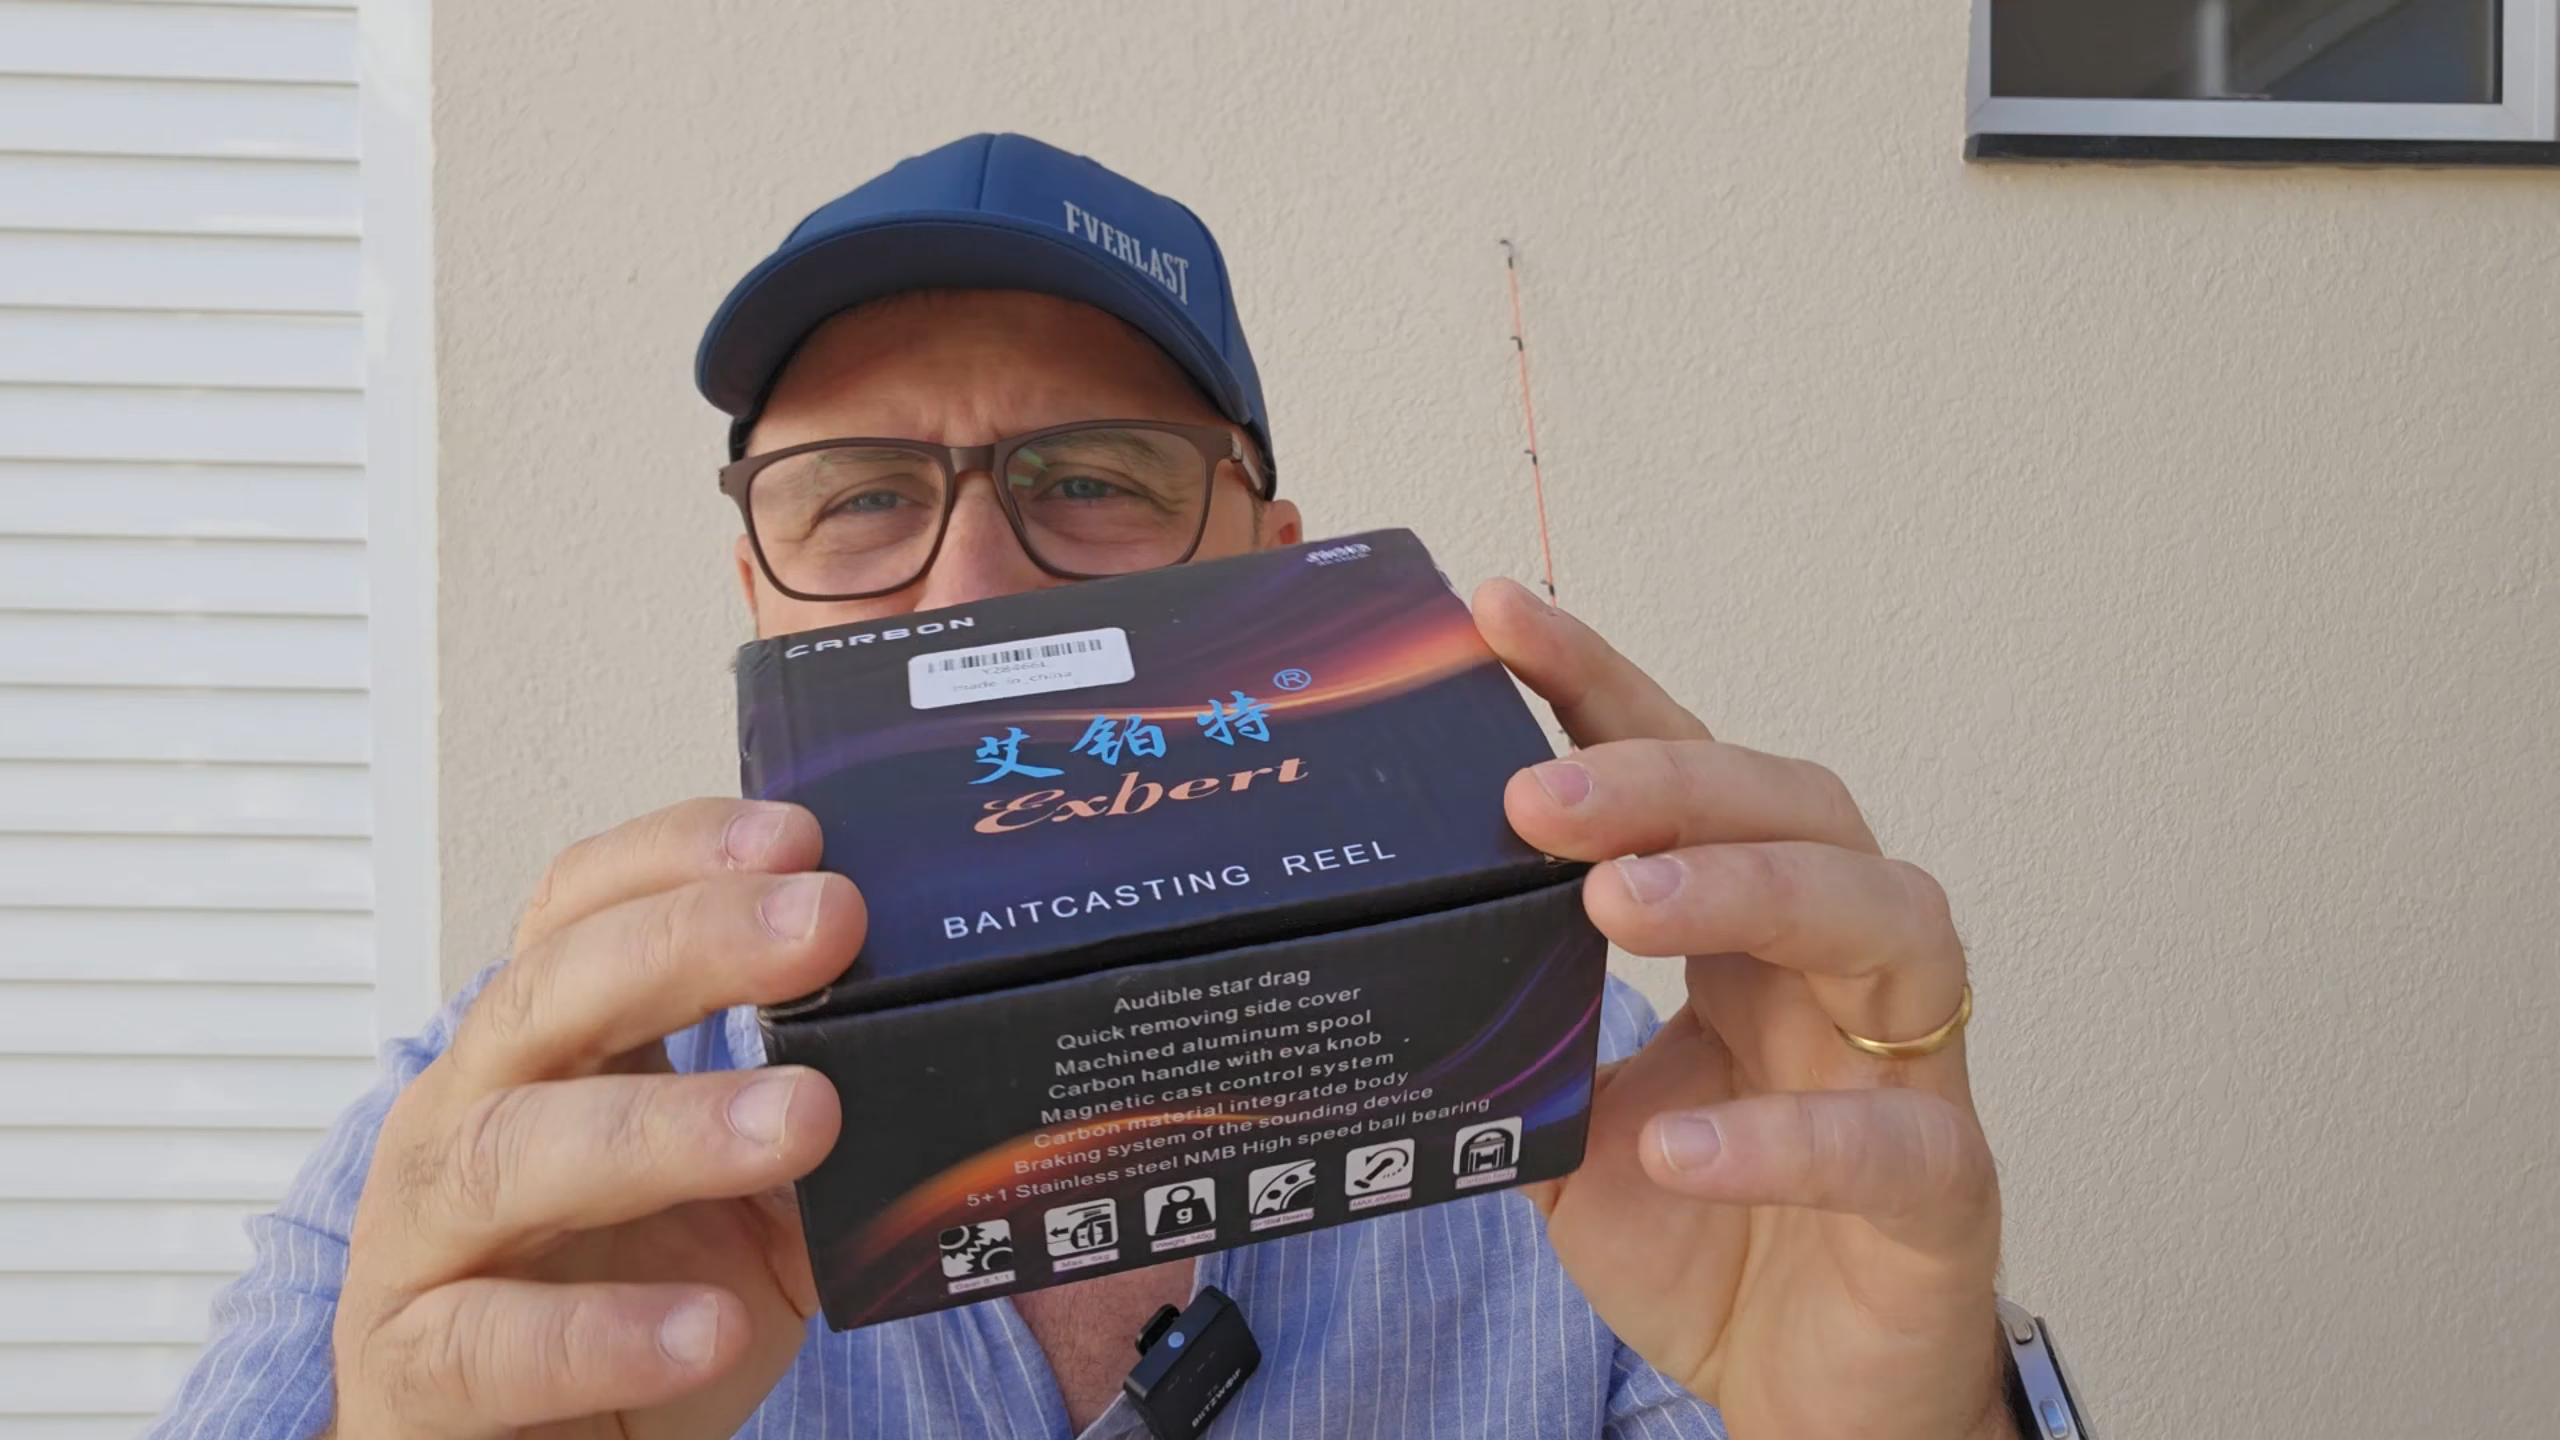 EVERLAST
CARBON
made in china
艾铂特®
Exbert
BAITCASTING REEL
Audible star drag
Quick removing side cover
Machined aluminum spool
Carbon handle with eva knob
Magnetic cast control system
Carbon material integratde body
Braking system of the sounding device
5+1 Stainless steel NMB High speed ball bearing
g
BLITZWOLF